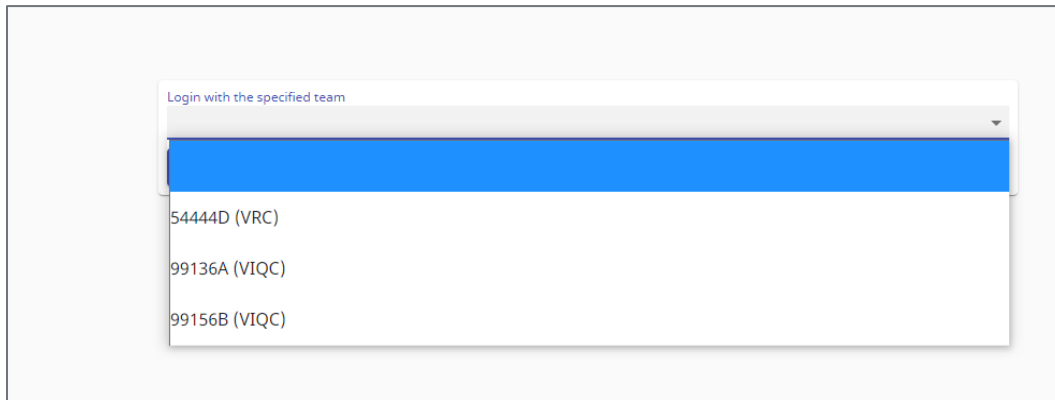 Login with the specified team
54444D (VRC)
99136A (VIQC)
99156B (VIQC)